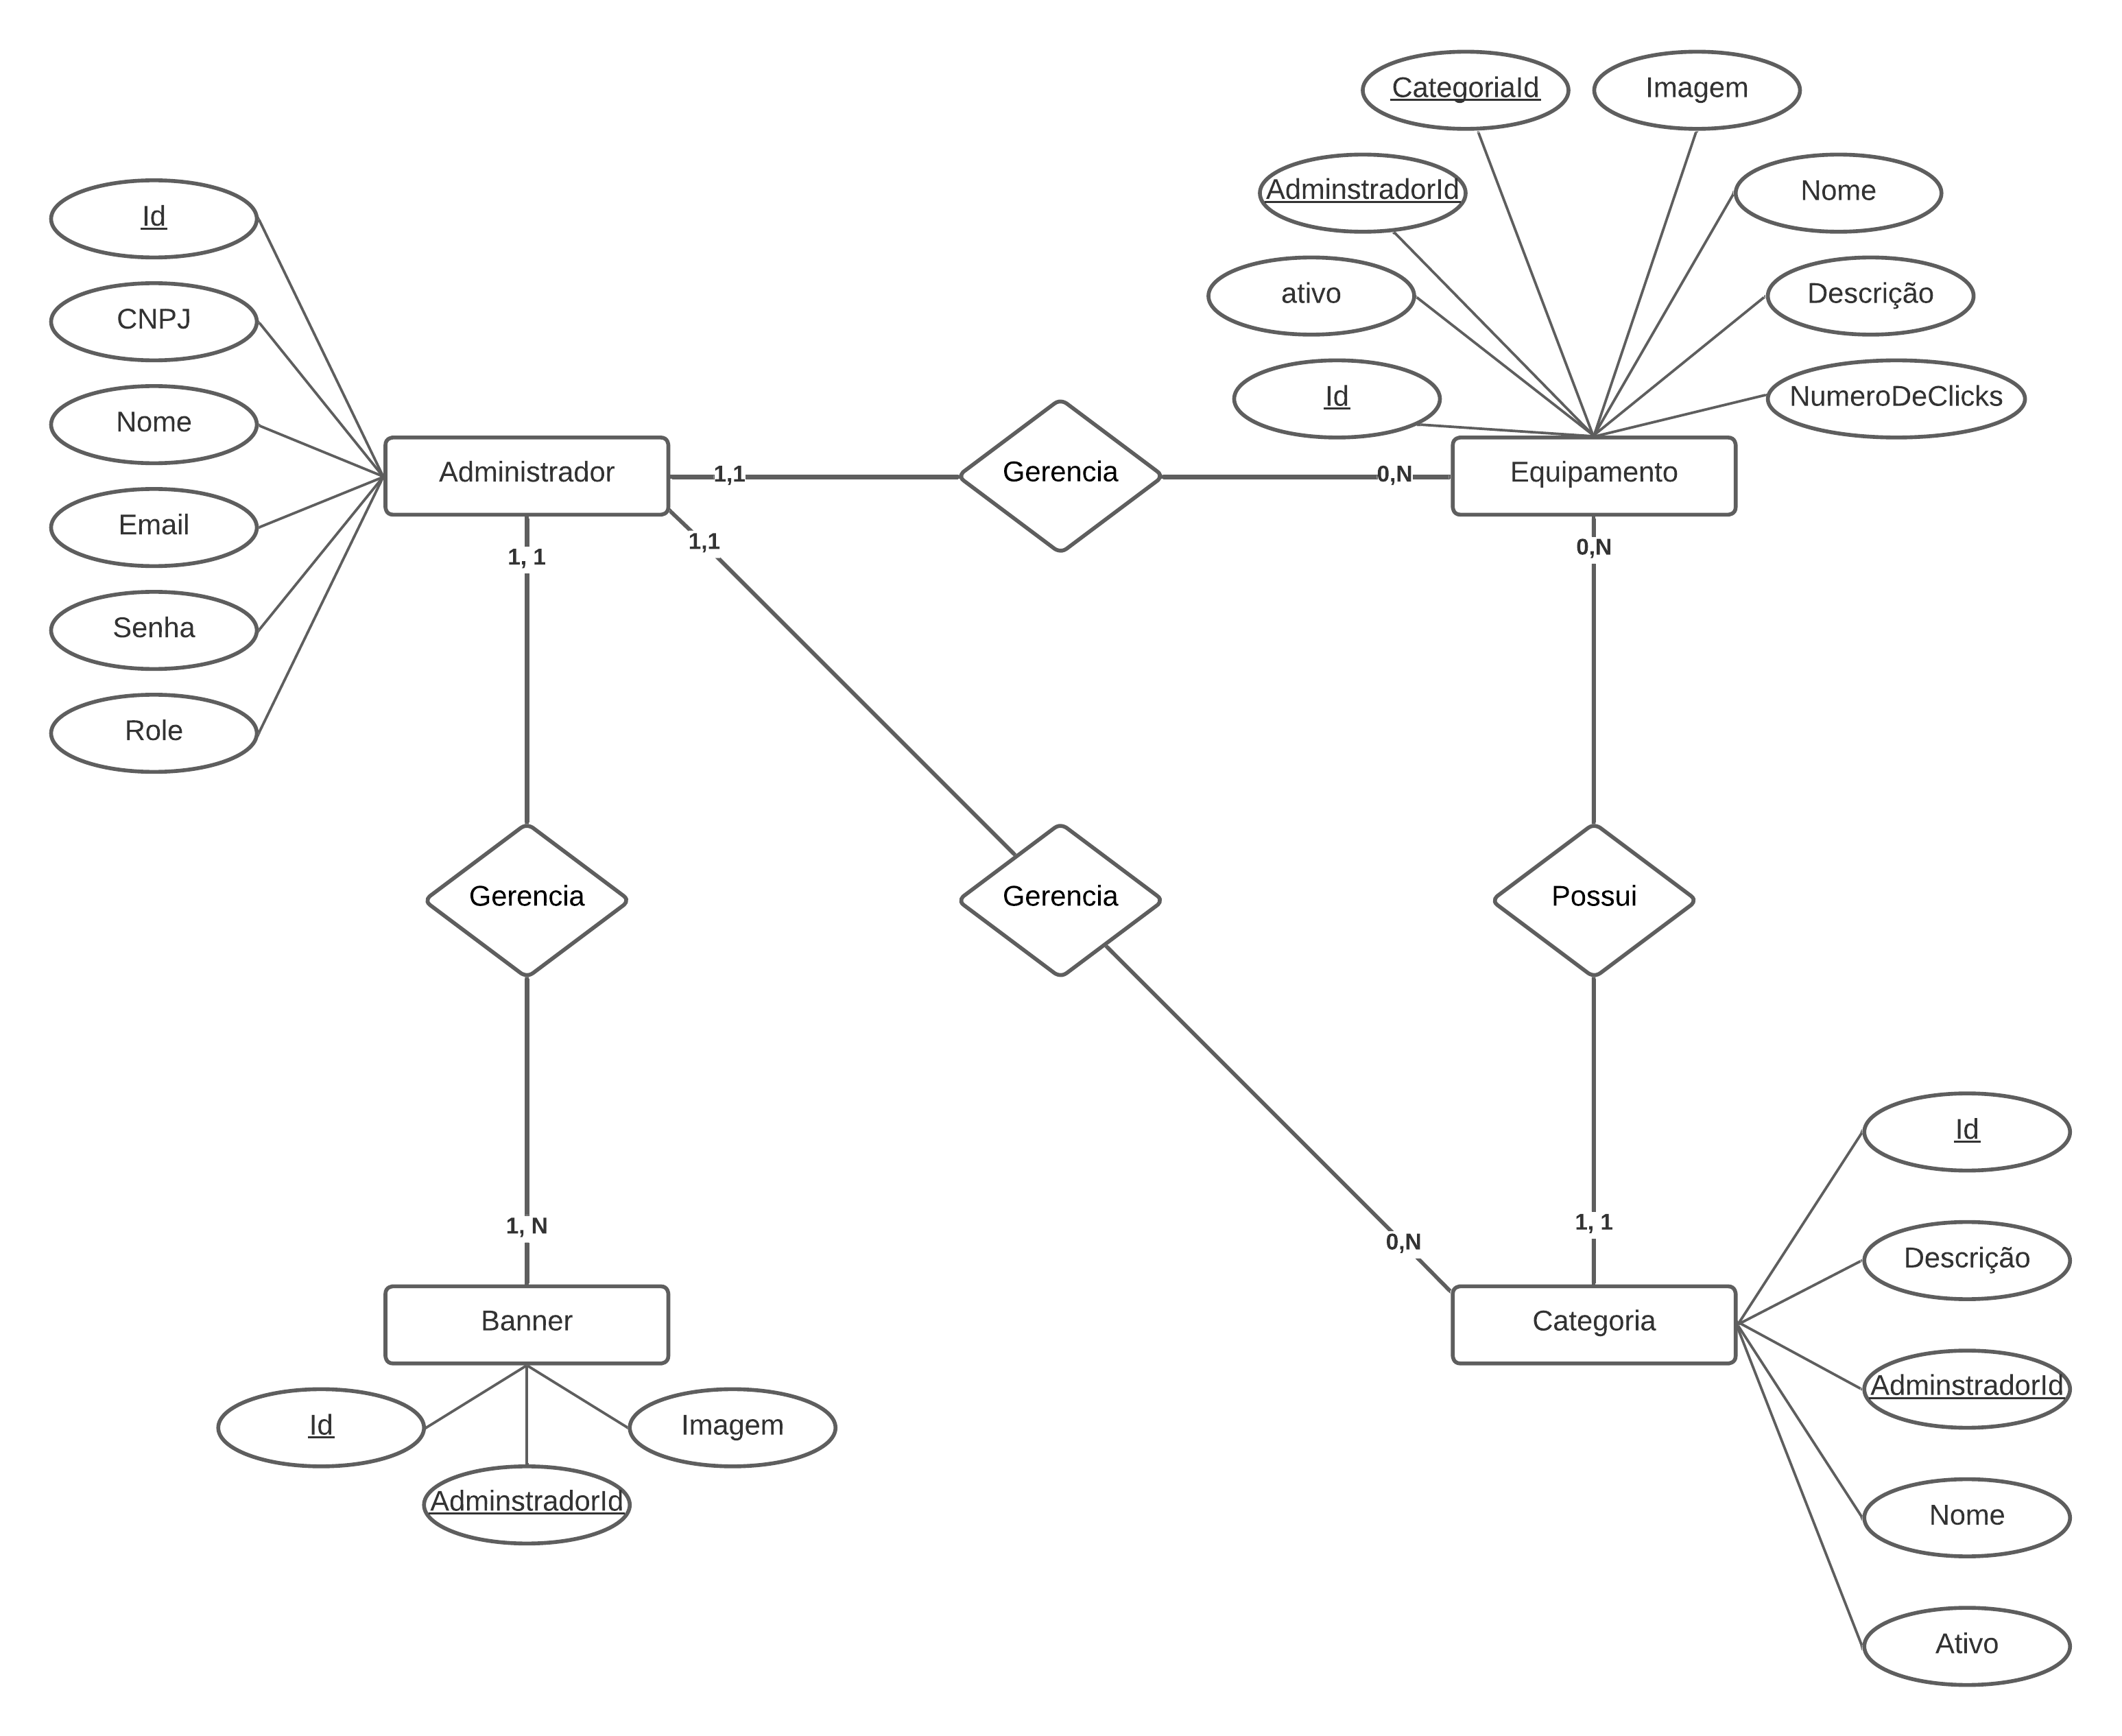 CategoriaId
Imagem
AdminstradorId
Nome
Id
ativo
Descrição
CNPJ
Id
NumeroDeClicks
Nome
Administrador
1,1
Gerencia
0,N
Equipamento
Email
1,1
1, 1
0,N
Senha
Role
Gerencia
Gerencia
Possui
Id
1, N
0,N
1, 1
Descrição
Banner
Categoria
AdminstradorId
Id
Imagem
AdminstradorId
Nome
Ativo